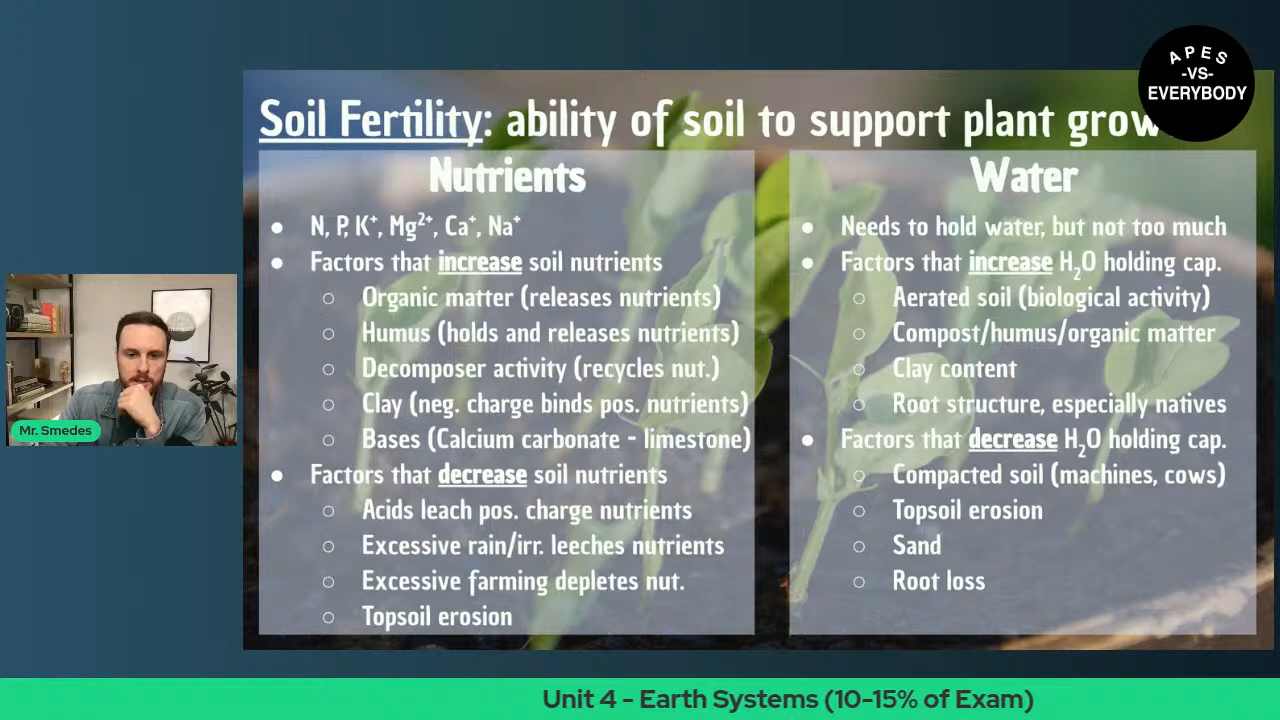 APES
-VS-
EVERYBODY
Soil Fertility: ability of soil to support plant grow
Nutrients
N, P, K⁺, Mg²⁺, Ca⁺, Na⁺
Factors that increase soil nutrients
Organic matter (releases nutrients)
Humus (holds and releases nutrients)
Decomposer activity (recycles nut.)
Clay (neg. charge binds pos. nutrients)
Bases (Calcium carbonate - limestone)
Factors that decrease soil nutrients
Acids leach pos. charge nutrients
Excessive rain/irr. leeches nutrients
Excessive farming depletes nut.
Topsoil erosion
Water
Needs to hold water, but not too much
Factors that increase H₂O holding cap.
Aerated soil (biological activity)
Compost/humus/organic matter
Clay content
Root structure, especially natives
Factors that decrease H₂O holding cap.
Compacted soil (machines, cows)
Topsoil erosion
Sand
Root loss
Mr. Smedes
Unit 4 - Earth Systems (10-15% of Exam)